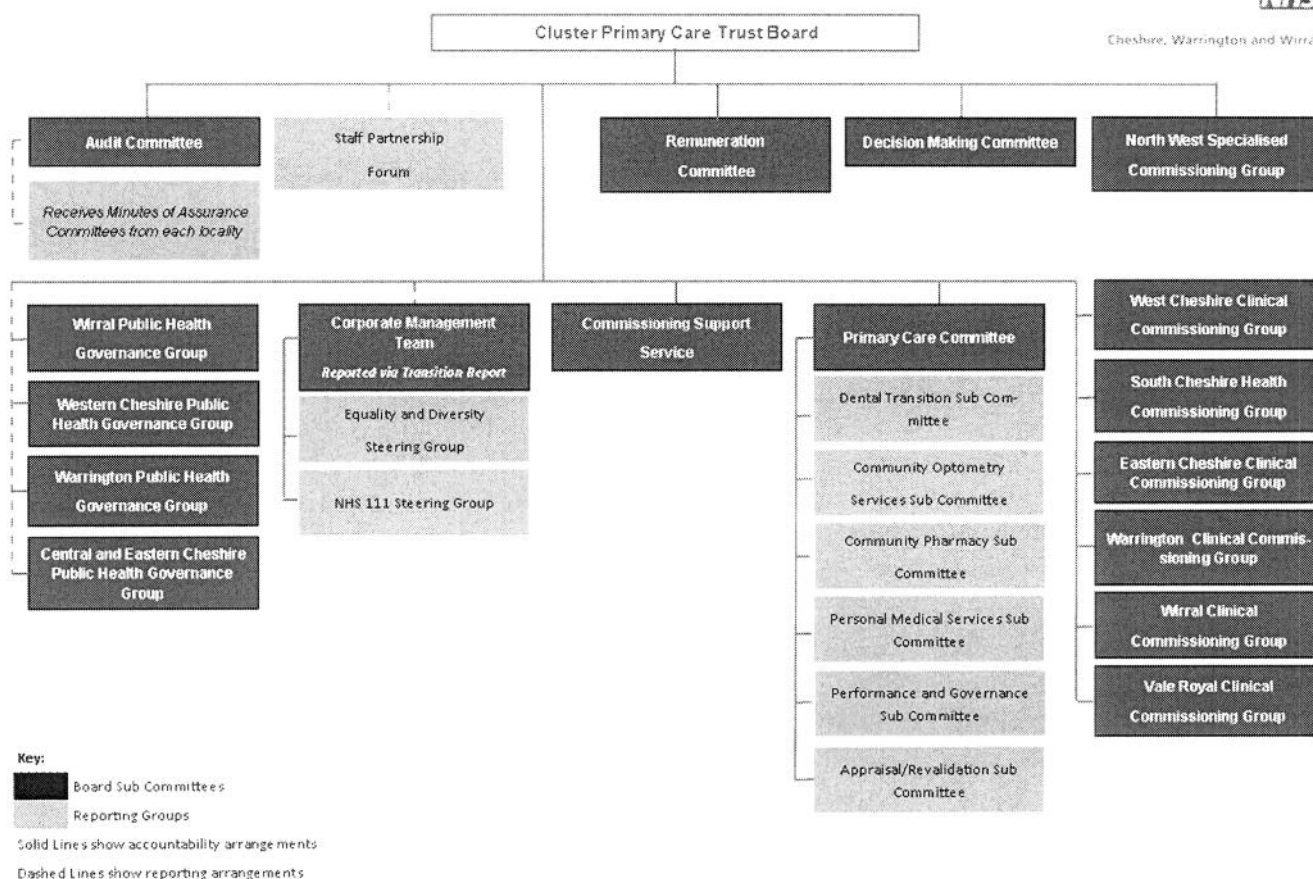 NHS
Cheshire, Warrington and Wirra
Cluster Primary Care Trust Board
Audit Committee
Receives Minutes of Assurance
Committees from each locality
Staff Partnership
Forum
Remuneration
Committee
Decision Making Committee
North West Specialised
Commissioning Group
Wirral Public Health
Governance Group
Western Cheshire Public
Health Governance Group
Warrington Public Health
Governance Group
Central and Eastern Cheshire
Public Health Governance
Group
Corporate Management
Team
Reported via Transition Report
Equality and Diversity
Steering Group
NHS 111 Steering Group
Commissioning Support
Service
Primary Care Committee
Dental Transition Sub Com-
mittee
Community Optometry
Services Sub Committee
Community Pharmacy Sub
Committee
Personal Medical Services Sub
Committee
Performance and Governance
Sub Committee
Appraisal/Revalidation Sub
Committee
West Cheshire Clinical
Commissioning Group
South Cheshire Health
Commissioning Group
Eastern Cheshire Clinical
Commissioning Group
Warrington Clinical Commis-
sioning Group
Wirral Clinical
Commissioning Group
Vale Royal Clinical
Commissioning Group
Key:
Board Sub Committees
Reporting Groups
Solid Lines show accountability arrangements
Dashed Lines show reporting arrangements